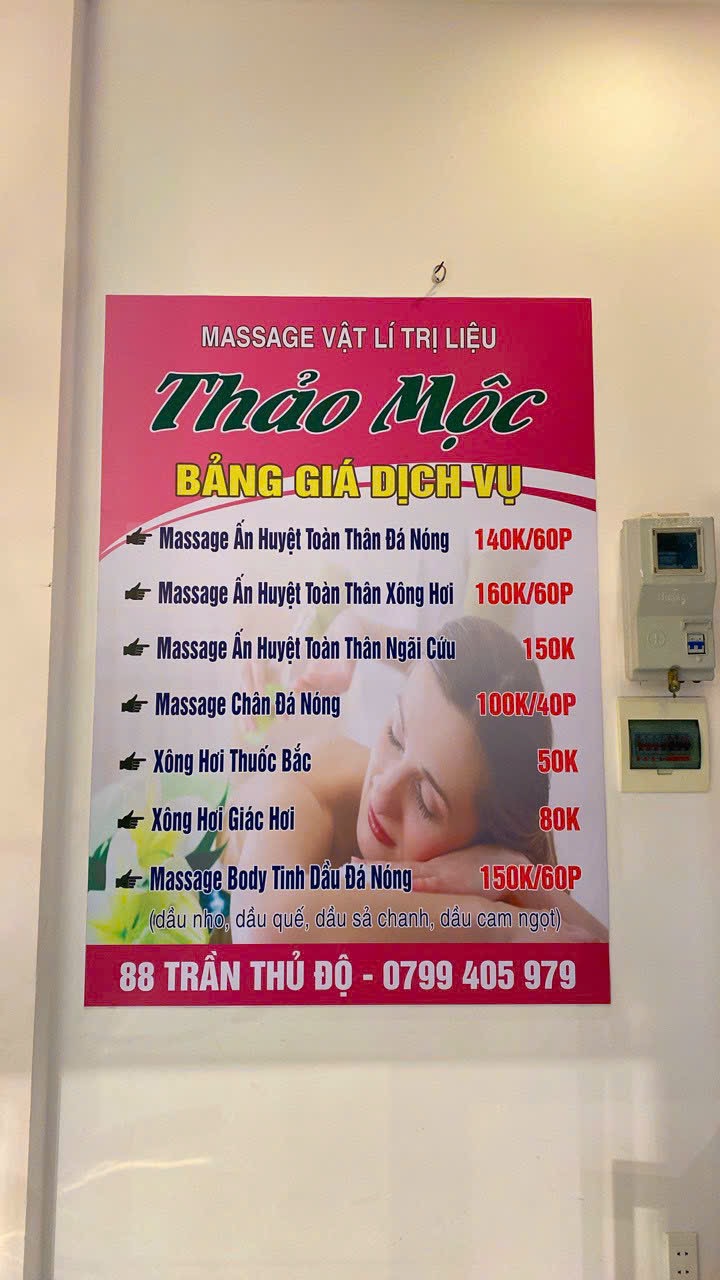 MASSAGE VẬT LÍ TRỊ LIỆU
Thảo Mộc
BẢNG GIÁ DỊCH VỤ
Massage Ấn Huyệt Toàn Thân Đá Nóng 140K/60P
Massage Ấn Huyệt Toàn Thân Xông Hơi 160K/60P
Massage Ấn Huyệt Toàn Thân Ngãi Cứu 150K
Massage Chân Đá Nóng 100K/40P
Xông Hơi Thuốc Bắc 50K
Xông Hơi Giác Hơi 80K
Massage Body Tinh Dầu Đá Nóng 150K/60P
(dầu nho, dầu quế, dầu sả chanh, dầu cam ngọt)
88 TRẦN THỦ ĐỘ - 0799 405 979